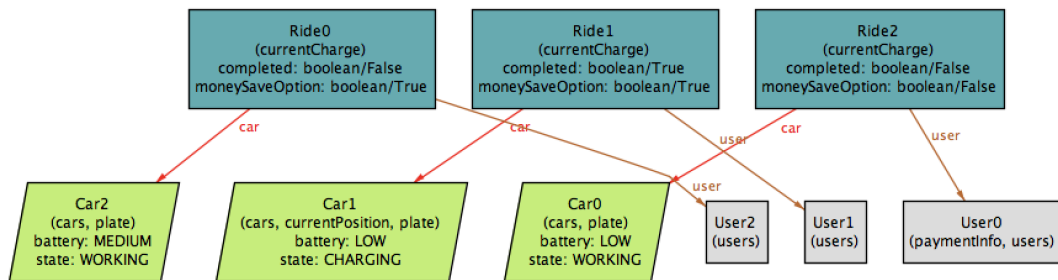 Ride0
(currentCharge)
completed: boolean/False
moneySaveOption: boolean/True
Ride1
(currentCharge)
completed: boolean/True
moneySaveOption: boolean/True
Ride2
(currentCharge)
completed: boolean/False
moneySaveOption: boolean/False
car
car
car
user
user
user
Car2
(cars, plate)
battery: MEDIUM
state: WORKING
Car1
(cars, currentPosition, plate)
battery: LOW
state: CHARGING
Car0
(cars, plate)
battery: LOW
state: WORKING
User2
(users)
User1
(users)
User0
(paymentInfo, users)